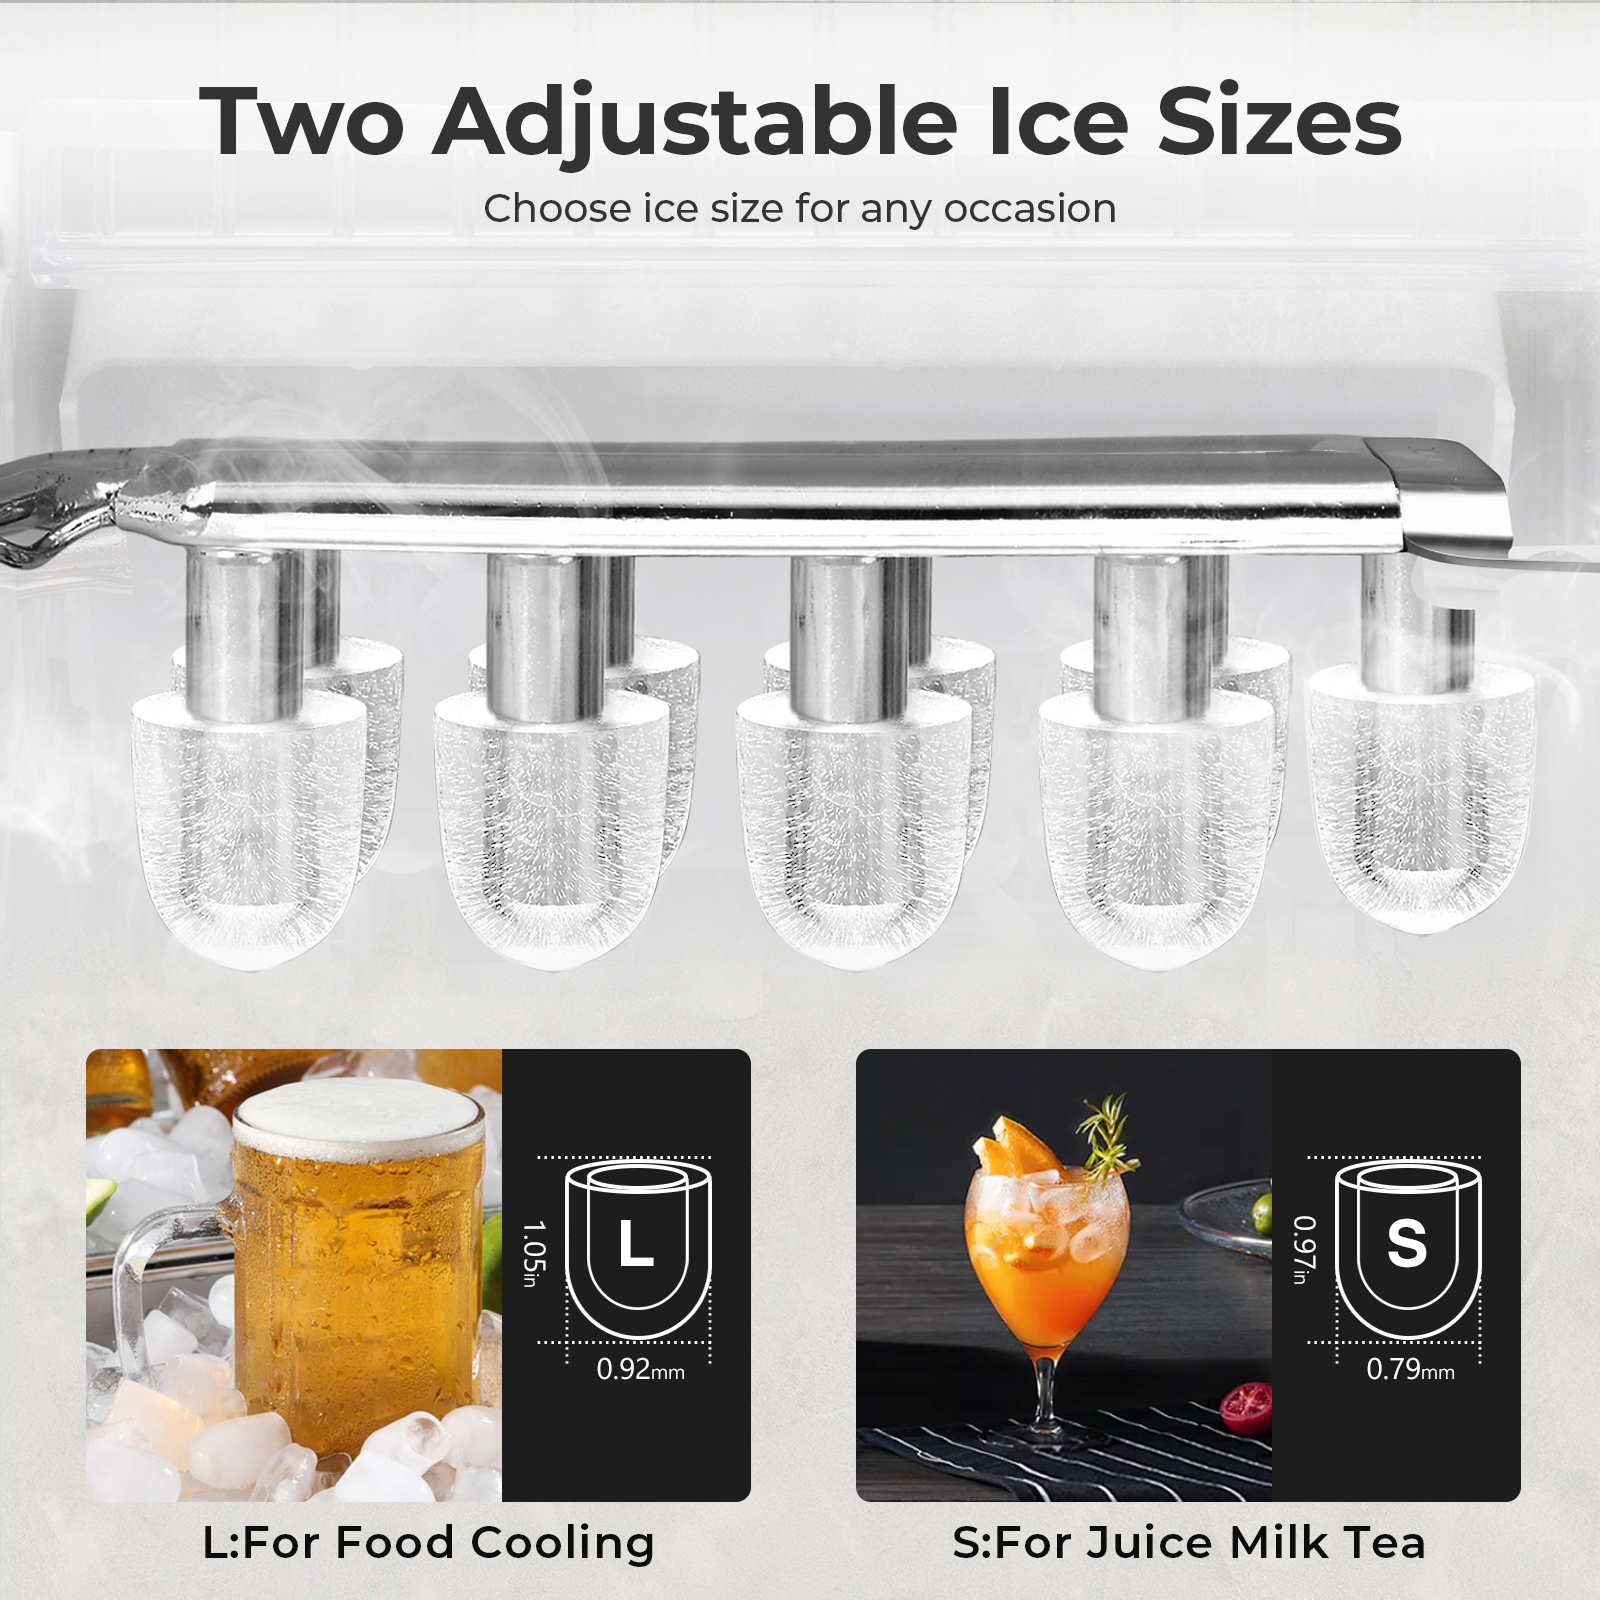 Two Adjustable Ice Sizes
Choose ice size for any occasion
L
1.05in
0.92mm
S
0.97in
0.79mm
L:For Food Cooling
S:For Juice Milk Tea